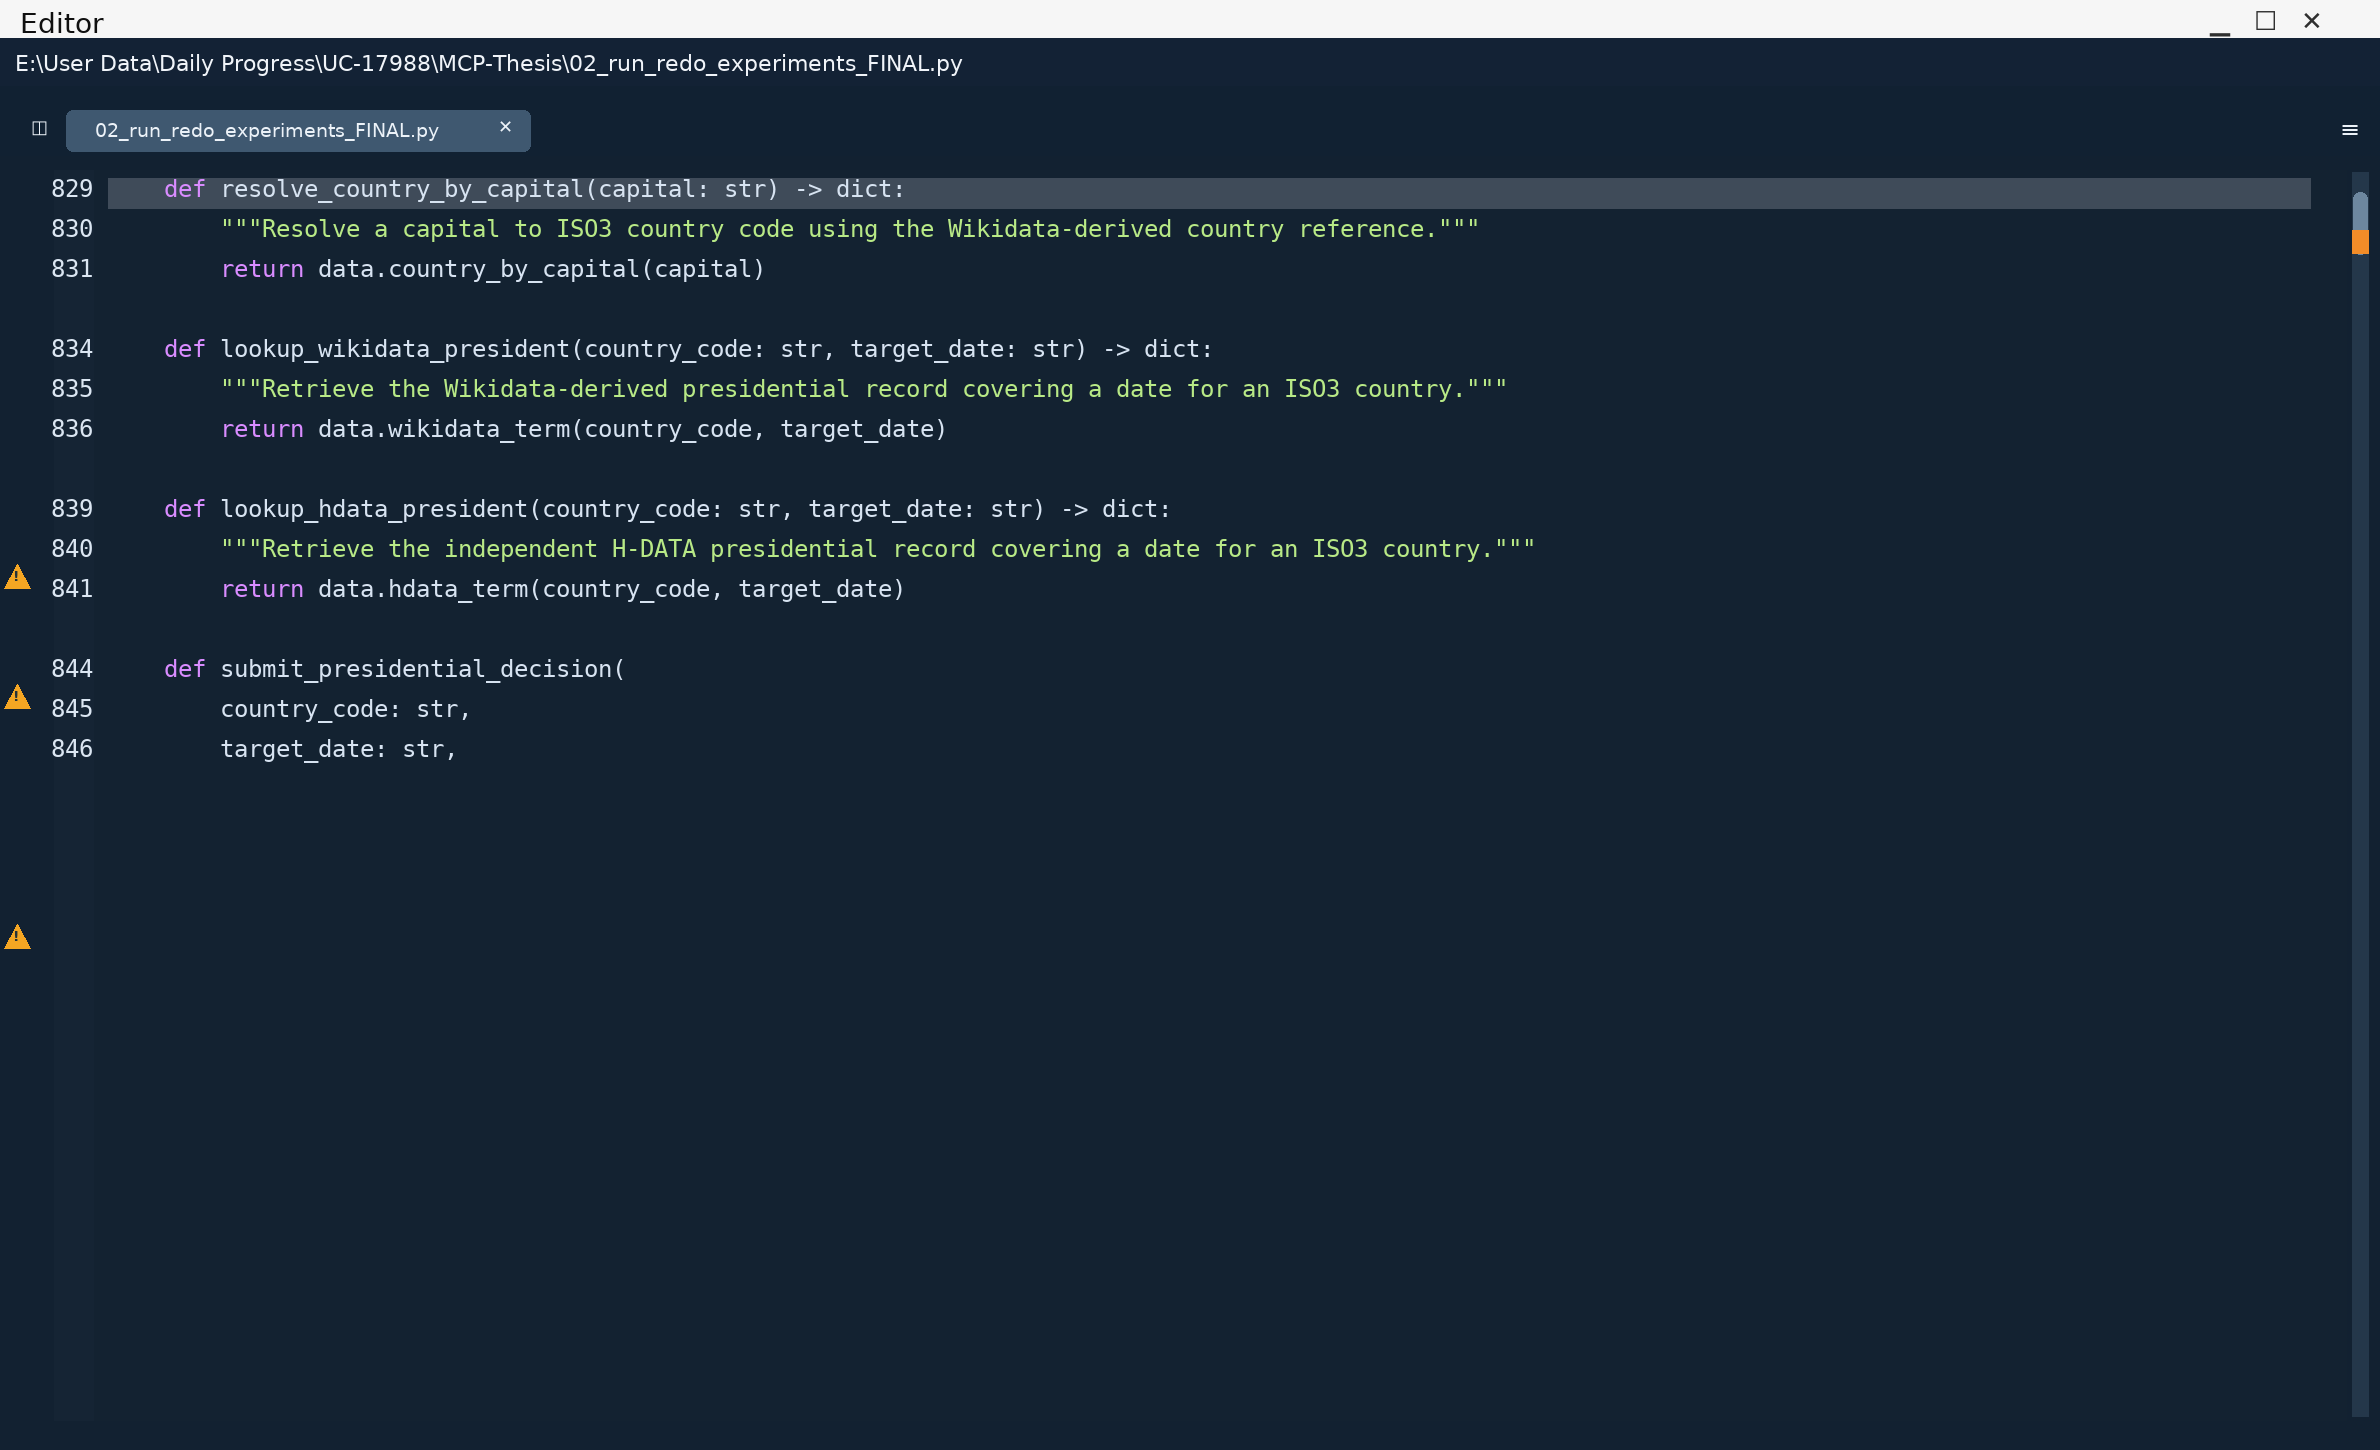 Editor
E:\User Data\Daily Progress\UC-17988\MCP-Thesis\02_run_redo_experiments_FINAL.py
02_run_redo_experiments_FINAL.py
829     def resolve_country_by_capital(capital: str) -> dict:
830         """Resolve a capital to ISO3 country code using the Wikidata-derived country reference."""
831         return data.country_by_capital(capital)
834     def lookup_wikidata_president(country_code: str, target_date: str) -> dict:
835         """Retrieve the Wikidata-derived presidential record covering a date for an ISO3 country."""
836         return data.wikidata_term(country_code, target_date)
839     def lookup_hdata_president(country_code: str, target_date: str) -> dict:
840         """Retrieve the independent H-DATA presidential record covering a date for an ISO3 country."""
841         return data.hdata_term(country_code, target_date)
844     def submit_presidential_decision(
845         country_code: str,
846         target_date: str,